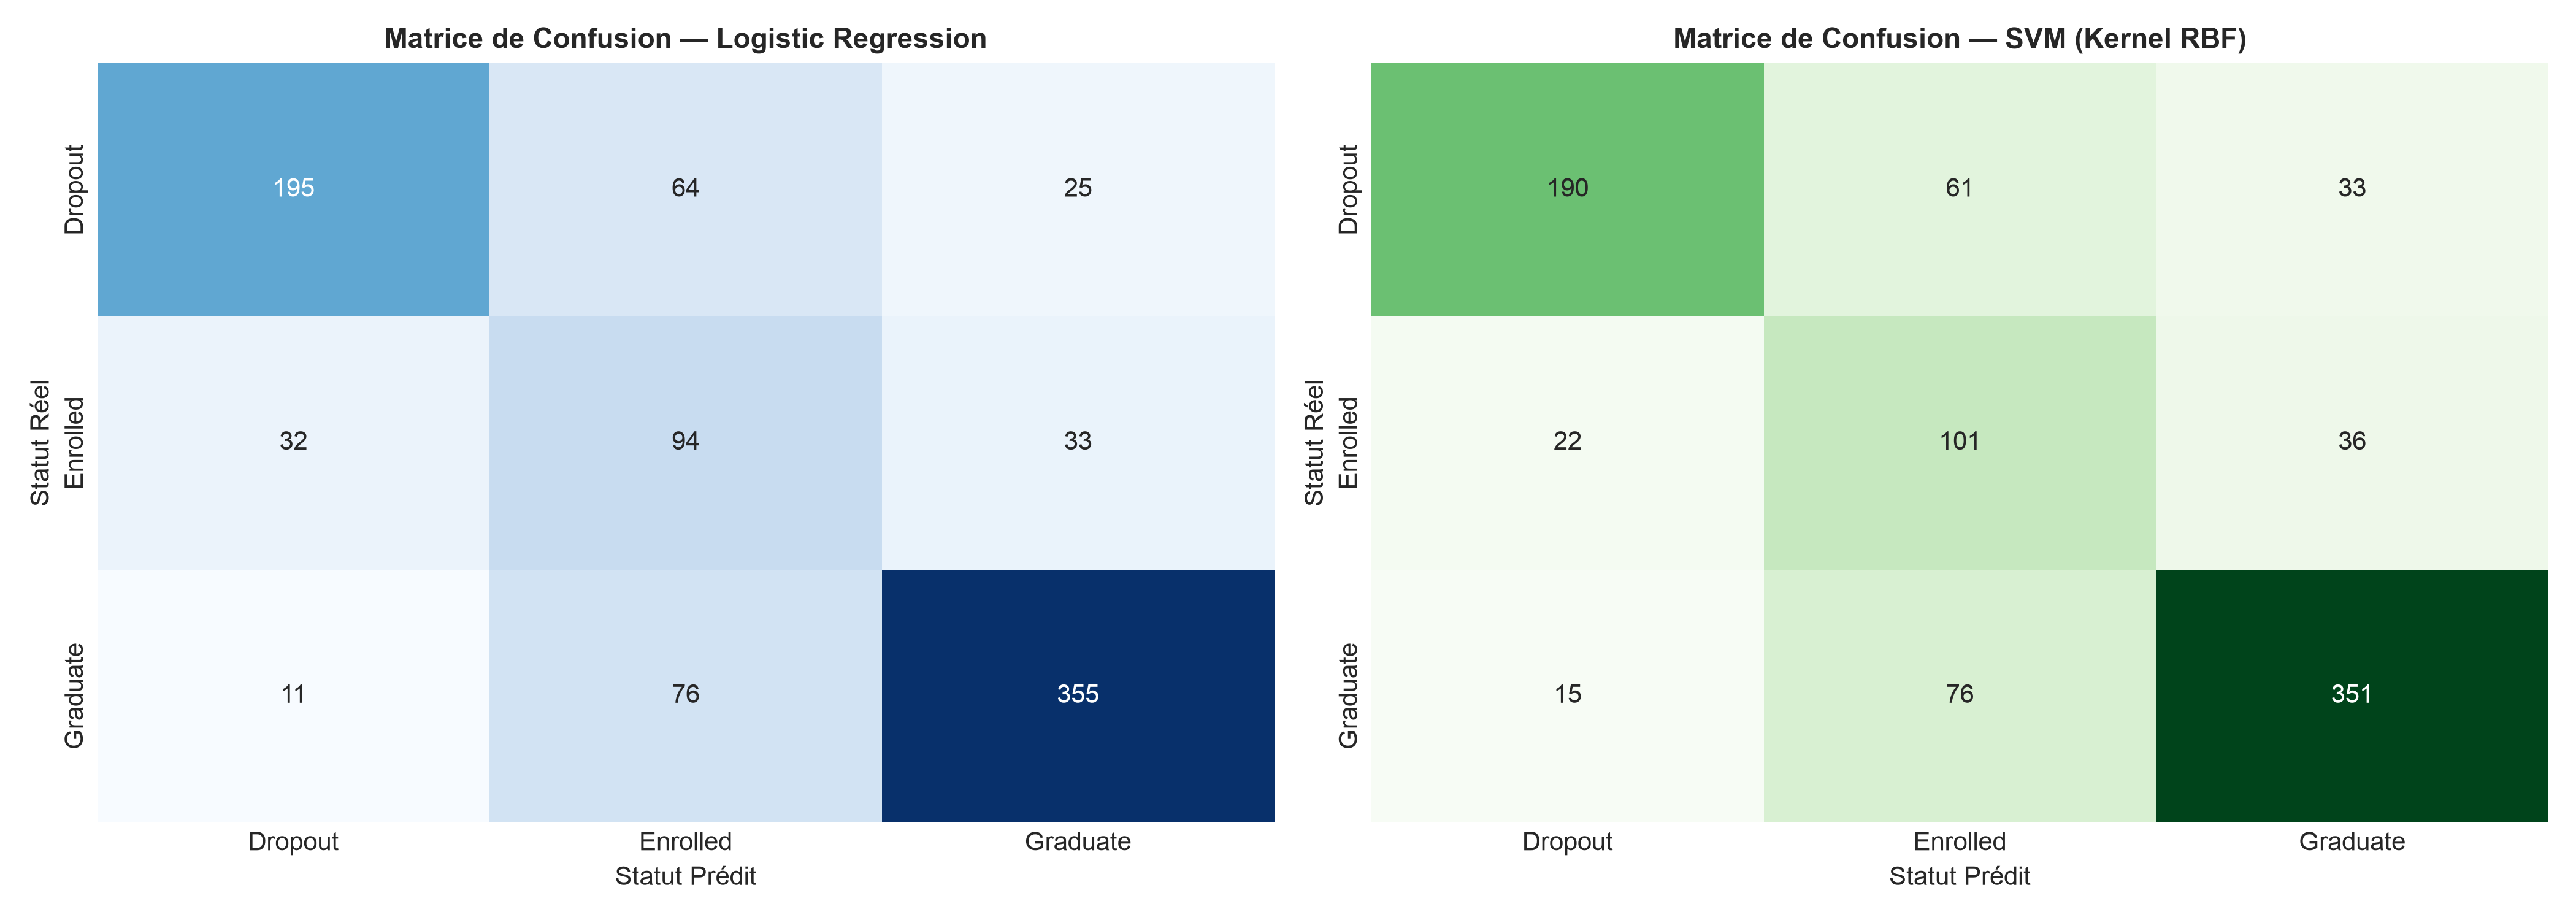 Matrice de Confusion — Logistic Regression
Statut Réel
Dropout
195 64 25
Enrolled
32 94 33
Graduate
11 76 355
Dropout Enrolled Graduate
Statut Prédit
Matrice de Confusion — SVM (Kernel RBF)
Statut Réel
Dropout
190 61 33
Enrolled
22 101 36
Graduate
15 76 351
Dropout Enrolled Graduate
Statut Prédit